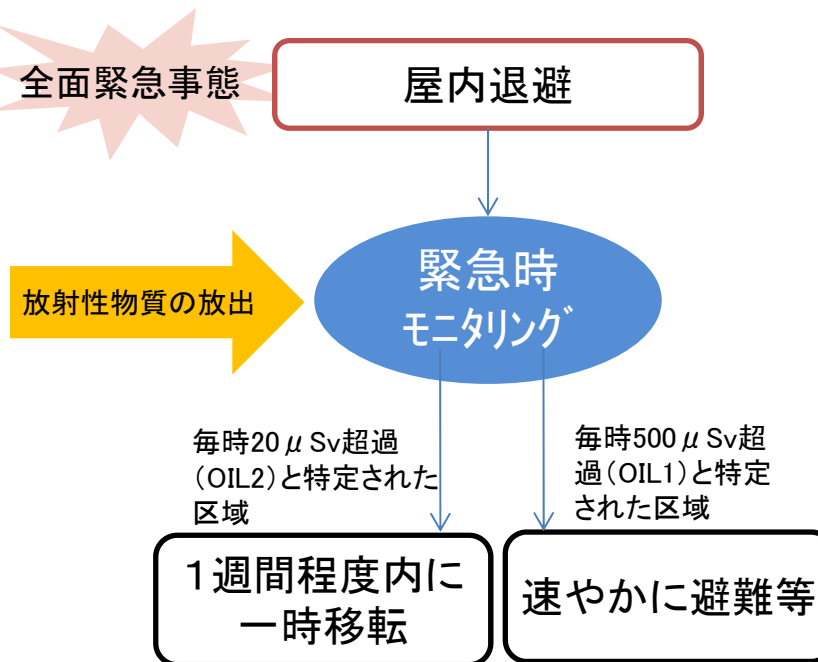 全面緊急事態
屋内退避
緊急時
ﾓﾆﾀﾘﾝｸﾞ
放射性物質の放出
毎時20μSv超過
（OIL2）と特定された
区域
毎時500μSv超
過（OIL1）と特定
された区域
１週間程度内に
一時移転
速やかに避難等